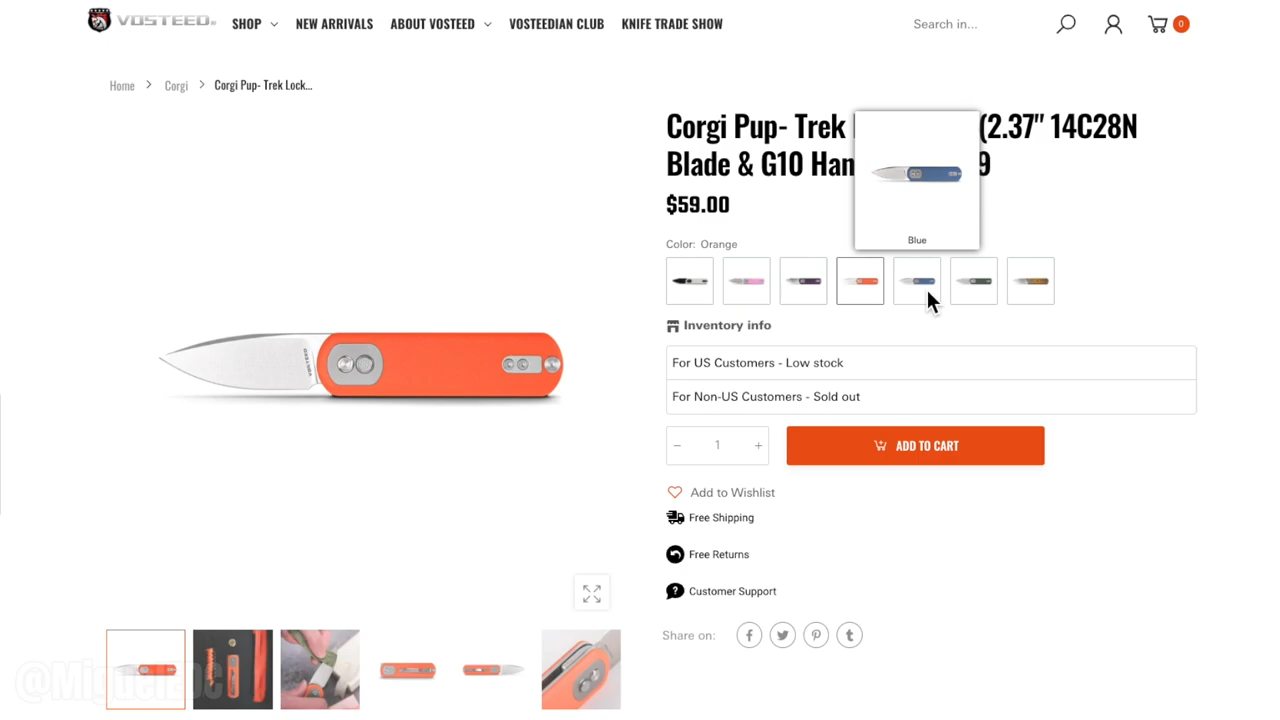 VOSTEED®
SHOP
NEW ARRIVALS
ABOUT VOSTEED
VOSTEEDIAN CLUB
KNIFE TRADE SHOW
Search in...
0
Home > Corgi > Corgi Pup- Trek Lock...
Corgi Pup- Trek (2.37" 14C28N
Blade & G10 Han 9
$59.00
Blue
Color: Orange
Inventory info
For US Customers - Low stock
For Non-US Customers - Sold out
− 1 +
ADD TO CART
Add to Wishlist
Free Shipping
Free Returns
Customer Support
Share on:
VOSTEED
@MiguelEDC